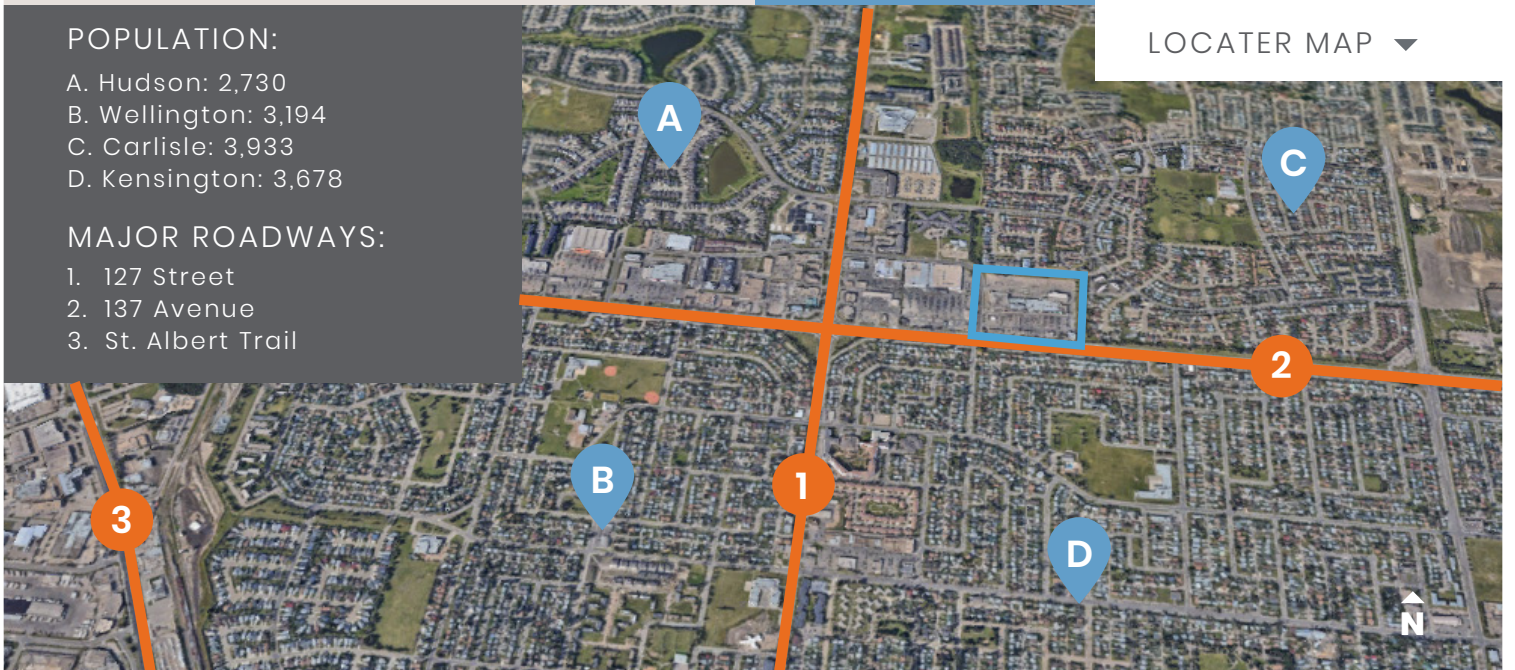 POPULATION:
A. Hudson: 2,730
B. Wellington: 3,194
C. Carlisle: 3,933
D. Kensington: 3,678
MAJOR ROADWAYS:
1. 127 Street
2. 137 Avenue
3. St. Albert Trail
LOCATER MAP
A
C
2
B
1
3
D
N